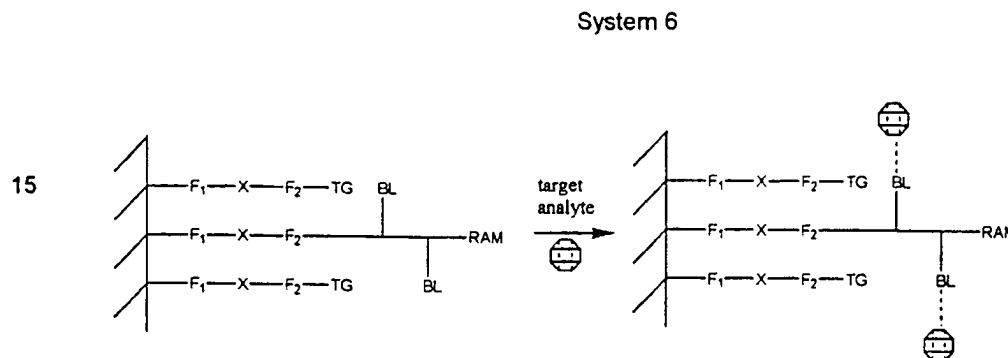 System 6
15
F₁—X—F₂—TG BL
F₁—X—F₂ RAM
F₁—X—F₂—TG BL
target
analyte
F₁—X—F₂—TG BL
F₁—X—F₂ RAM
F₁—X—F₂—TG BL